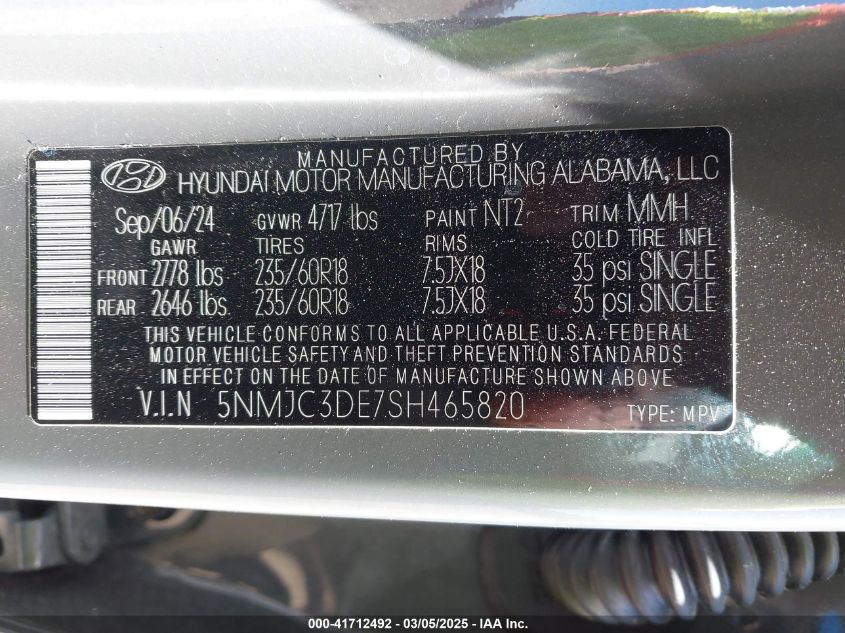 MANUFACTURED BY
HYUNDAI MOTOR MANUFACTURING ALABAMA, LLC
Sep/06/24 GVWR 4717 lbs PAINT NT2 TRIM MMH
GAWR TIRES RIMS COLD TIRE INFL
FRONT 2778 lbs 235/60R18 7.5JX18 35 psi SINGLE
REAR 2646 lbs. 235/60R18 7.5JX18 35 psi SINGLE
THIS VEHICLE CONFORMS TO ALL APPLICABLE U.S.A. FEDERAL
MOTOR VEHICLE SAFETY AND THEFT PREVENTION STANDARDS
IN EFFECT ON THE DATE OF MANUFACTURE SHOWN ABOVE.
V.I.N 5NMJC3DE7SH465820 TYPE: MPV
000-41712492 - 03/05/2025 - IAA Inc.